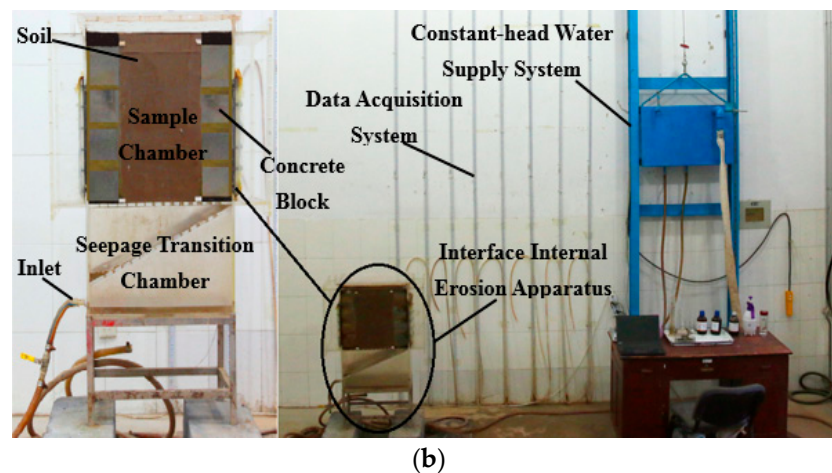 Soil
Sample
Chamber
Concrete
Block
Seepage Transition
Chamber
Inlet
Data Acquisition
System
Constant-head Water
Supply System
Interface Internal
Erosion Apparatus
(b)